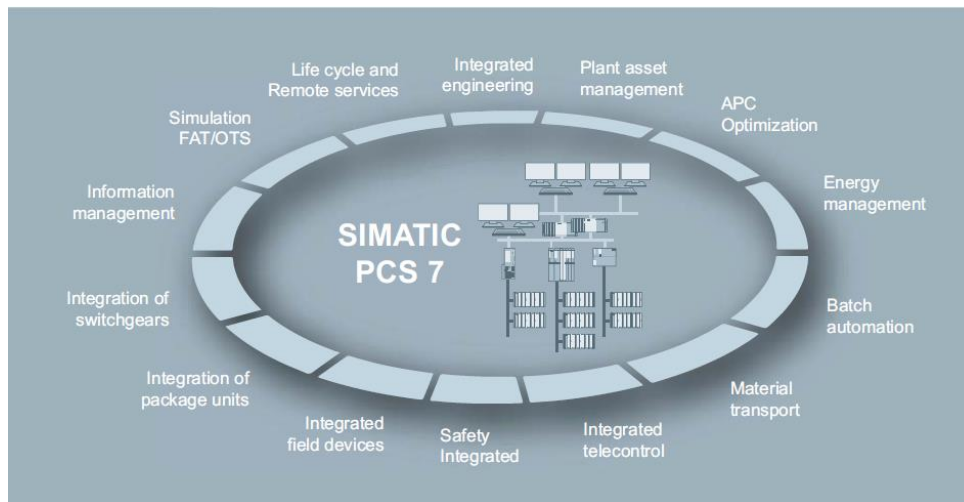 Life cycle and
Remote services
Integrated
engineering
Plant asset
management
APC
Optimization
Energy
management
Batch
automation
Material
transport
Integrated
telecontrol
Safety
Integrated
Integrated
field devices
Integration of
package units
Integration of
switchgears
Information
management
Simulation
FAT/OTS
SIMATIC
PCS 7